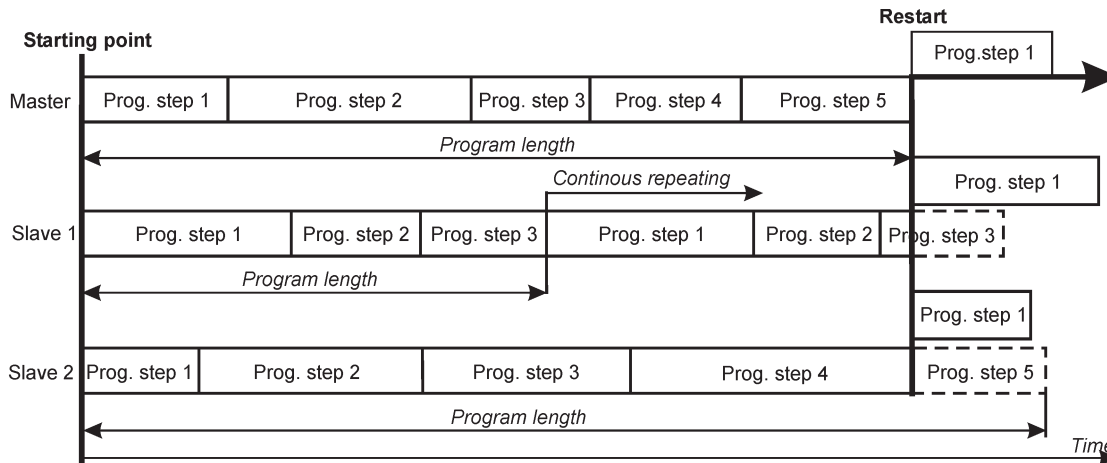 Restart
Starting point
Prog.step 1
Master Prog. step 1 Prog. step 2 Prog. step 3 Prog. step 4 Prog. step 5
Program length
Continous repeating
Prog. step 1
Slave 1 Prog. step 1 Prog. step 2 Prog. step 3 Prog. step 1 Prog. step 2 Prog. step 3
Program length
Prog. step 1
Slave 2 Prog. step 1 Prog. step 2 Prog. step 3 Prog. step 4 Prog. step 5
Program length
Time